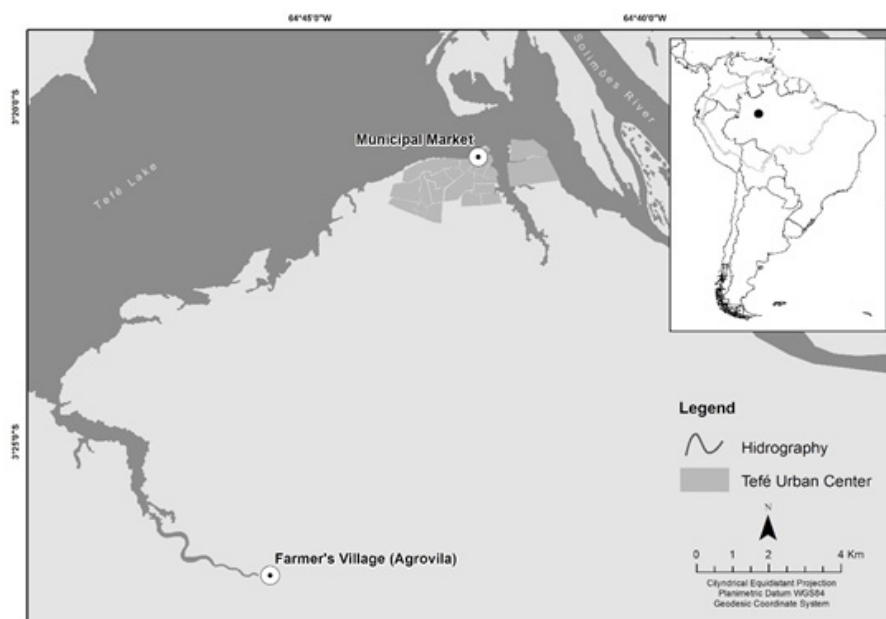 64°45'0"W
64°40'0"W
3°20'0"S
3°25'0"S
Solimões River
Municipal Market
Tefé Lake
Farmer's Village (Agrovila)
Legend
Hidrography
Tefé Urban Center
N
0 1 2 4 Km
Cilyndrical Equidistant Projection
Planimetric Datum WGS84
Geodesic Coordinate System